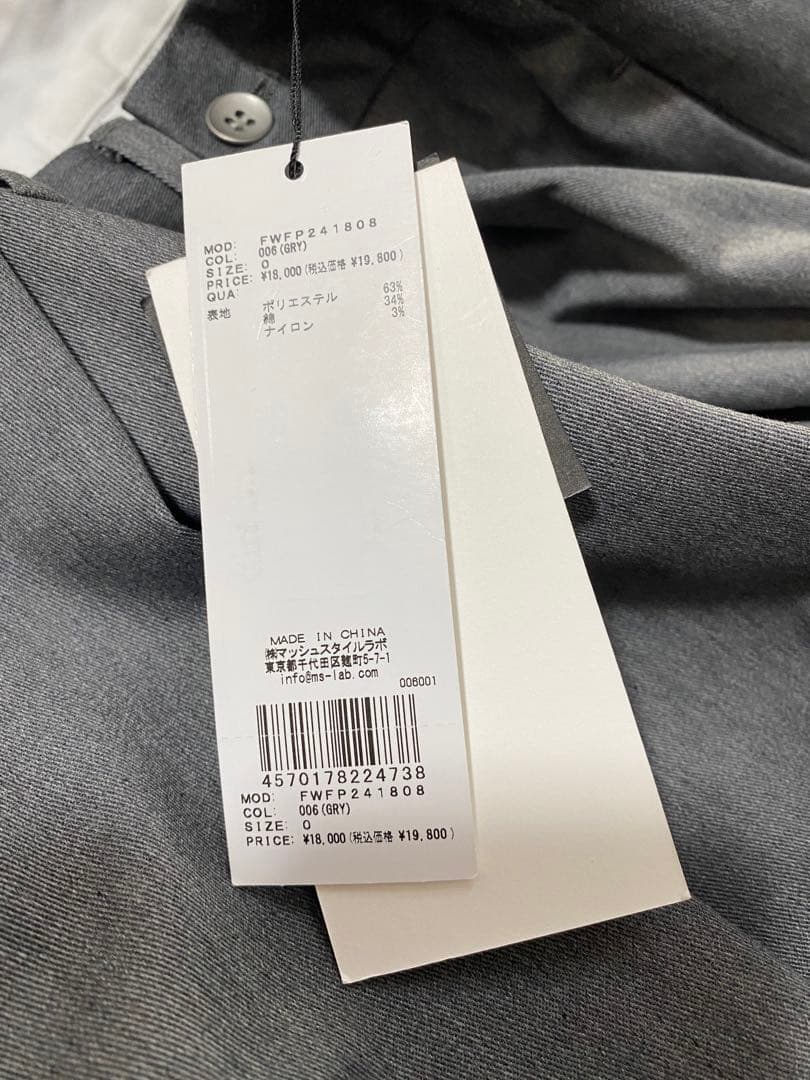 MOD: FWFP241808
COL: 006(GRY)
SIZE: 0
PRICE: ¥18,000(税込価格 ¥19,800)
QUA:
表地 ポリエステル 63%
綿 34%
ナイロン 3%
MADE IN CHINA
㈱マッシュスタイルラボ
東京都千代田区麹町5-7-1
info@ms-lab.com
006001
4570178224738
MOD: FWFP241808
COL: 006(GRY)
SIZE: 0
PRICE: ¥18,000(税込価格 ¥19,800)